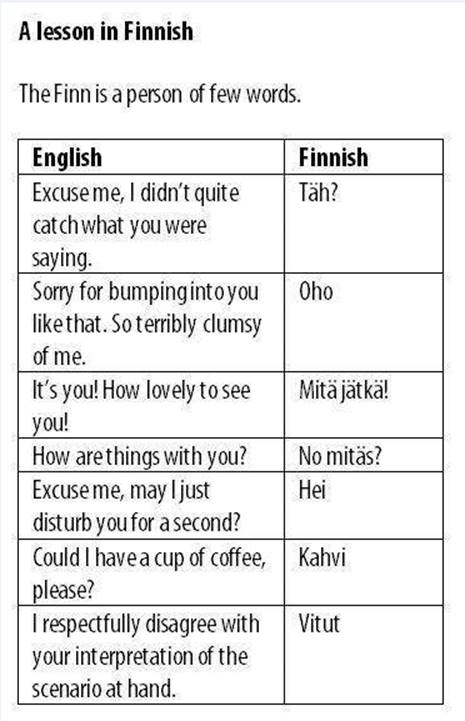 A lesson in Finnish
The Finn is a person of few words.
English Finnish
Excuse me, I didn't quite Täh?
catch what you were
saying.
Sorry for bumping into you Oho
like that. So terribly clumsy
of me.
It's you! How lovely to see Mitä jätkä!
you!
How are things with you? No mitäs?
Excuse me, may I just Hei
disturb you for a second?
Could I have a cup of coffee, Kahvi
please?
I respectfully disagree with Vitut
your interpretation of the
scenario at hand.